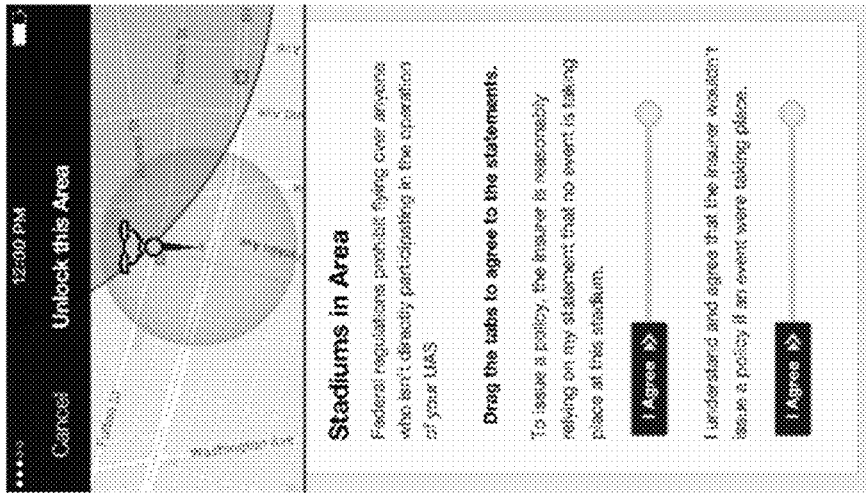 12:00 PM
Cancel
Unlock this Area
Stadiums in Area
Federal regulations prohibit flying over anyone
who isn't directly participating in the operation
of your UAS
Drag the tabs to agree to the statements.
To issue a policy, the insurer is reasonably
relying on my statement that no event is taking
place at this stadium.
I Agree >>
I understand and agree that the insurer wouldn't
issue a policy if an event were taking place.
I Agree >>